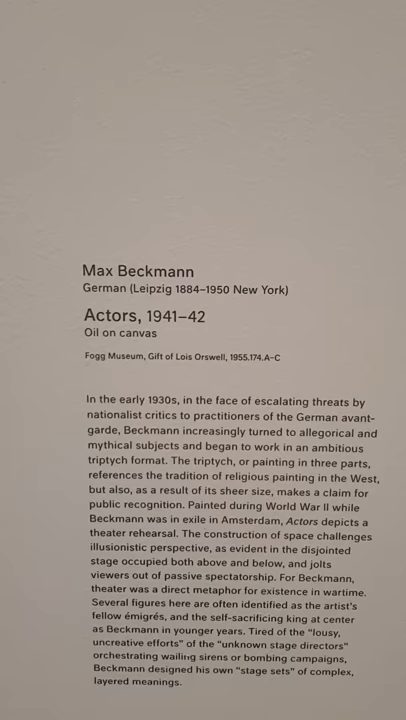 Max Beckmann
German (Leipzig 1884–1950 New York)
Actors, 1941–42
Oil on canvas
Fogg Museum, Gift of Lois Orswell, 1955.174.A–C
In the early 1930s, in the face of escalating threats by
nationalist critics to practitioners of the German avant-
garde, Beckmann increasingly turned to allegorical and
mythical subjects and began to work in an ambitious
triptych format. The triptych, or painting in three parts,
references the tradition of religious painting in the West,
but also, as a result of its sheer size, makes a claim for
public recognition. Painted during World War II while
Beckmann was in exile in Amsterdam, Actors depicts a
theater rehearsal. The construction of space challenges
illusionistic perspective, as evident in the disjointed
stage occupied both above and below, and jolts
viewers out of passive spectatorship. For Beckmann,
theater was a direct metaphor for existence in wartime.
Several figures here are often identified as the artist's
fellow émigrés, and the self-sacrificing king at center
as Beckmann in younger years. Tired of the "lousy,
uncreative efforts" of the "unknown stage directors"
orchestrating wailing sirens or bombing campaigns,
Beckmann designed his own "stage sets" of complex,
layered meanings.